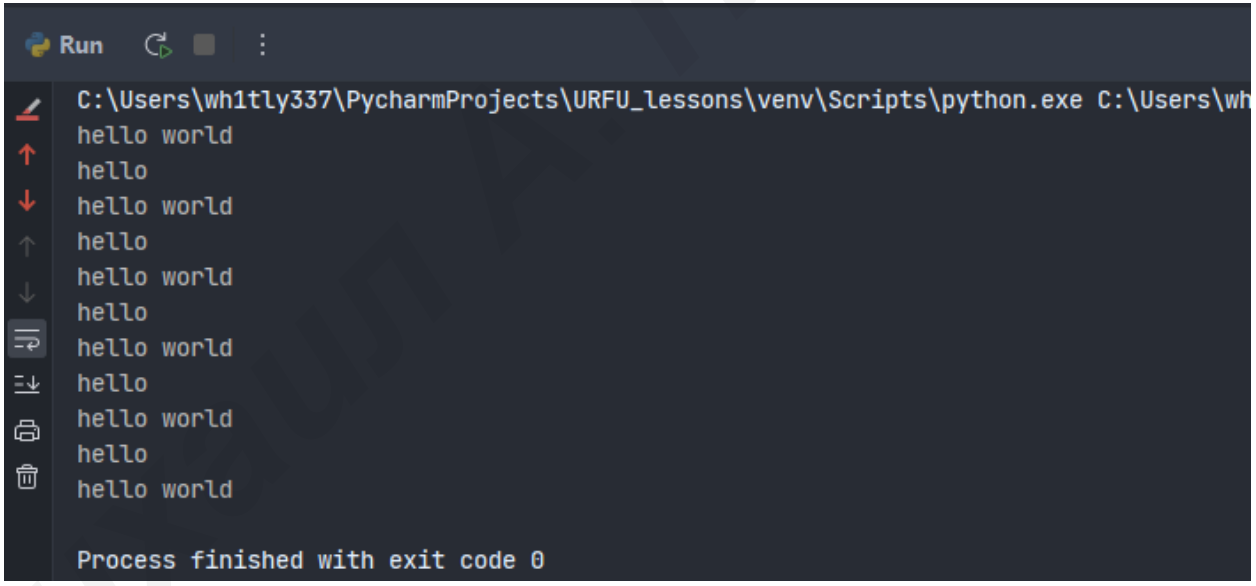 Run
C:\Users\wh1tly337\PycharmProjects\URFU_lessons\venv\Scripts\python.exe C:\Users\wh
hello world
hello
hello world
hello
hello world
hello
hello world
hello
hello world
hello
hello world
Process finished with exit code 0